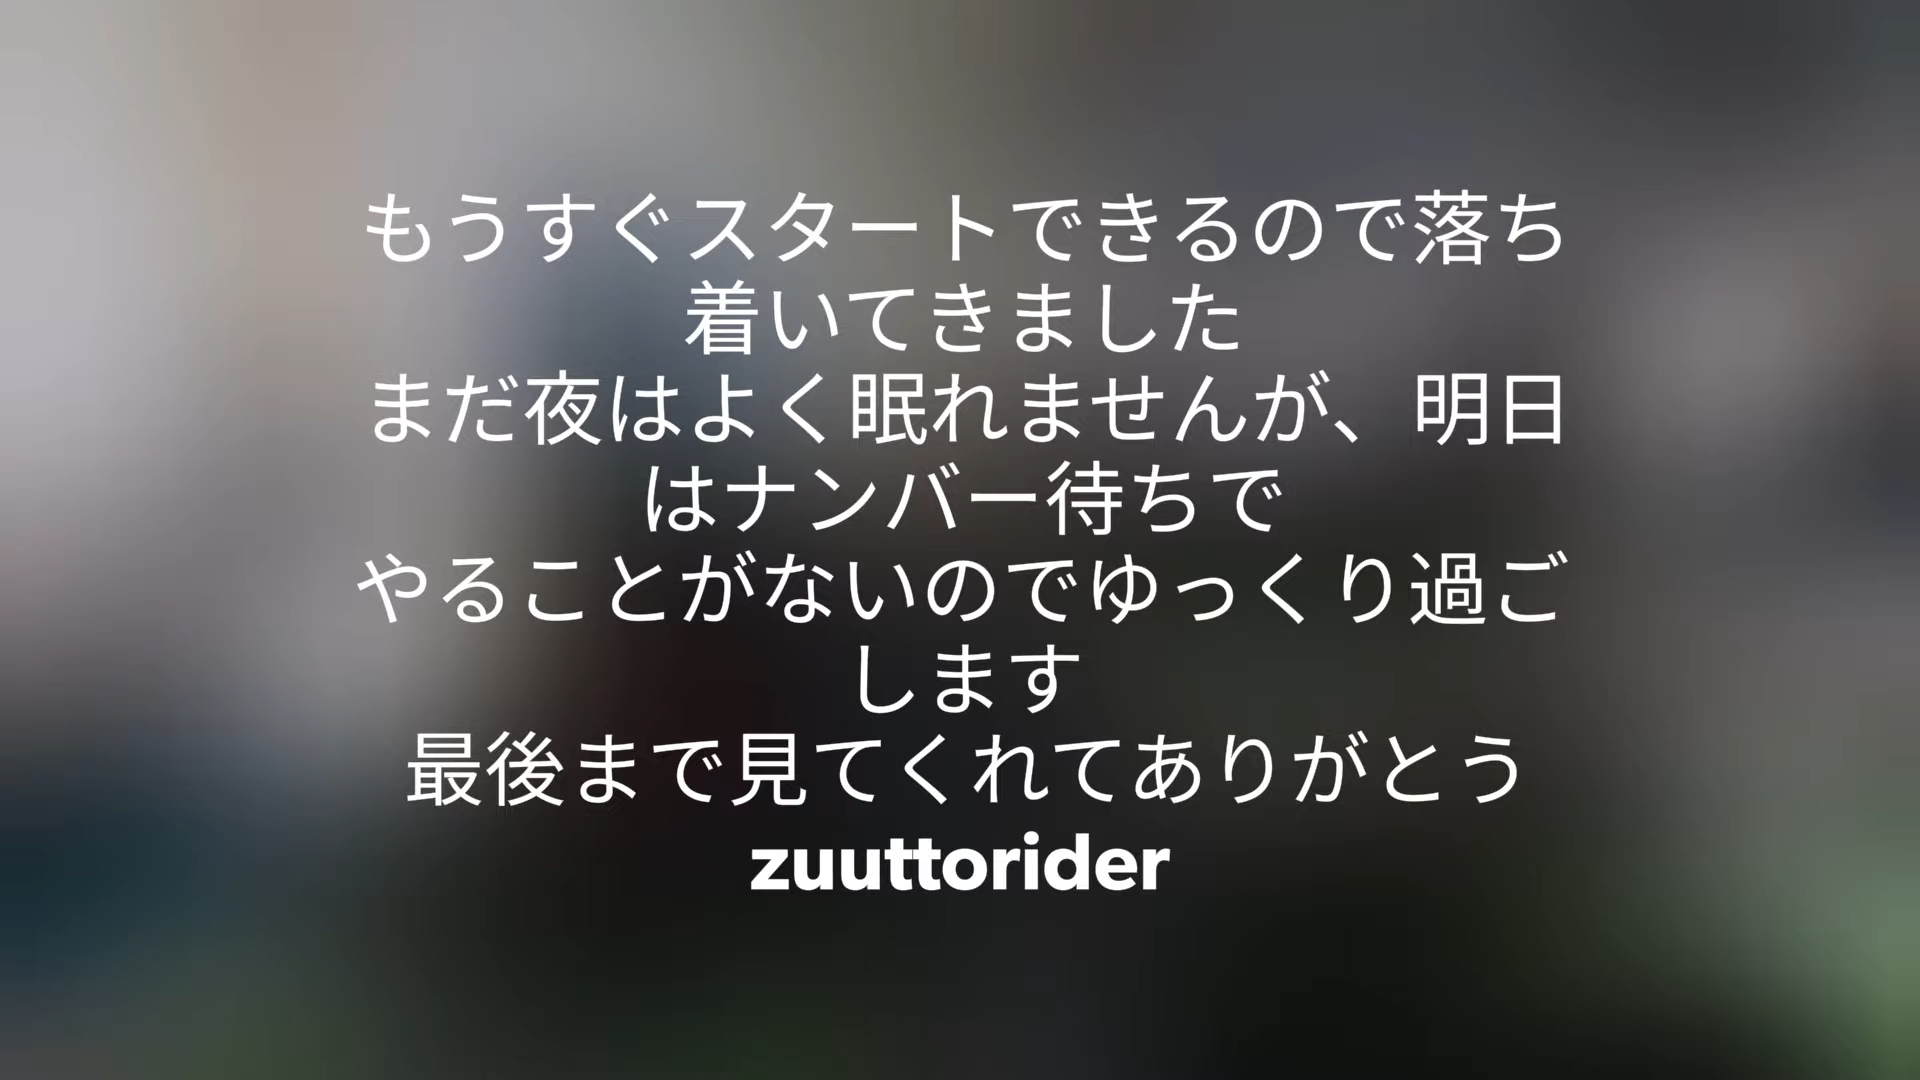 もうすぐスタートできるので落ち
着いてきました
まだ夜はよく眠れませんが、明日
はナンバー待ちで
やることがないのでゆっくり過ご
します
最後まで見てくれてありがとう
zuuttorider